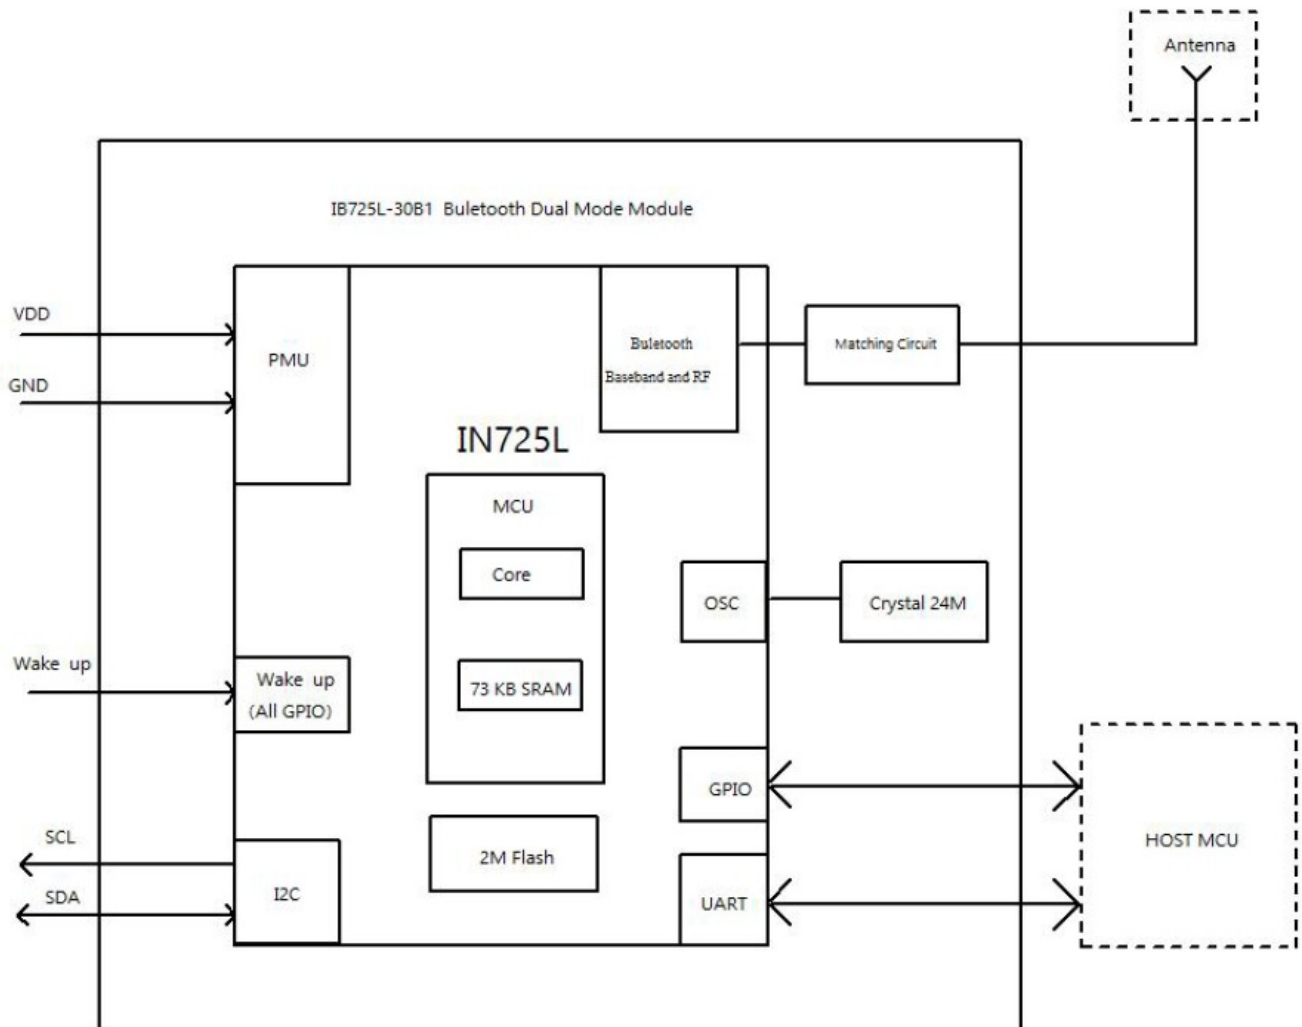 Antenna
IB725L-30B1 Buletooth Dual Mode Module
VDD
GND
PMU
Buletooth
Baseband and RF
Matching Circuit
IN725L
MCU
Core
73 KB SRAM
OSC
Crystal 24M
Wake up
Wake up
(All GPIO)
GPIO
HOST MCU
2M Flash
SCL
SDA
I2C
UART